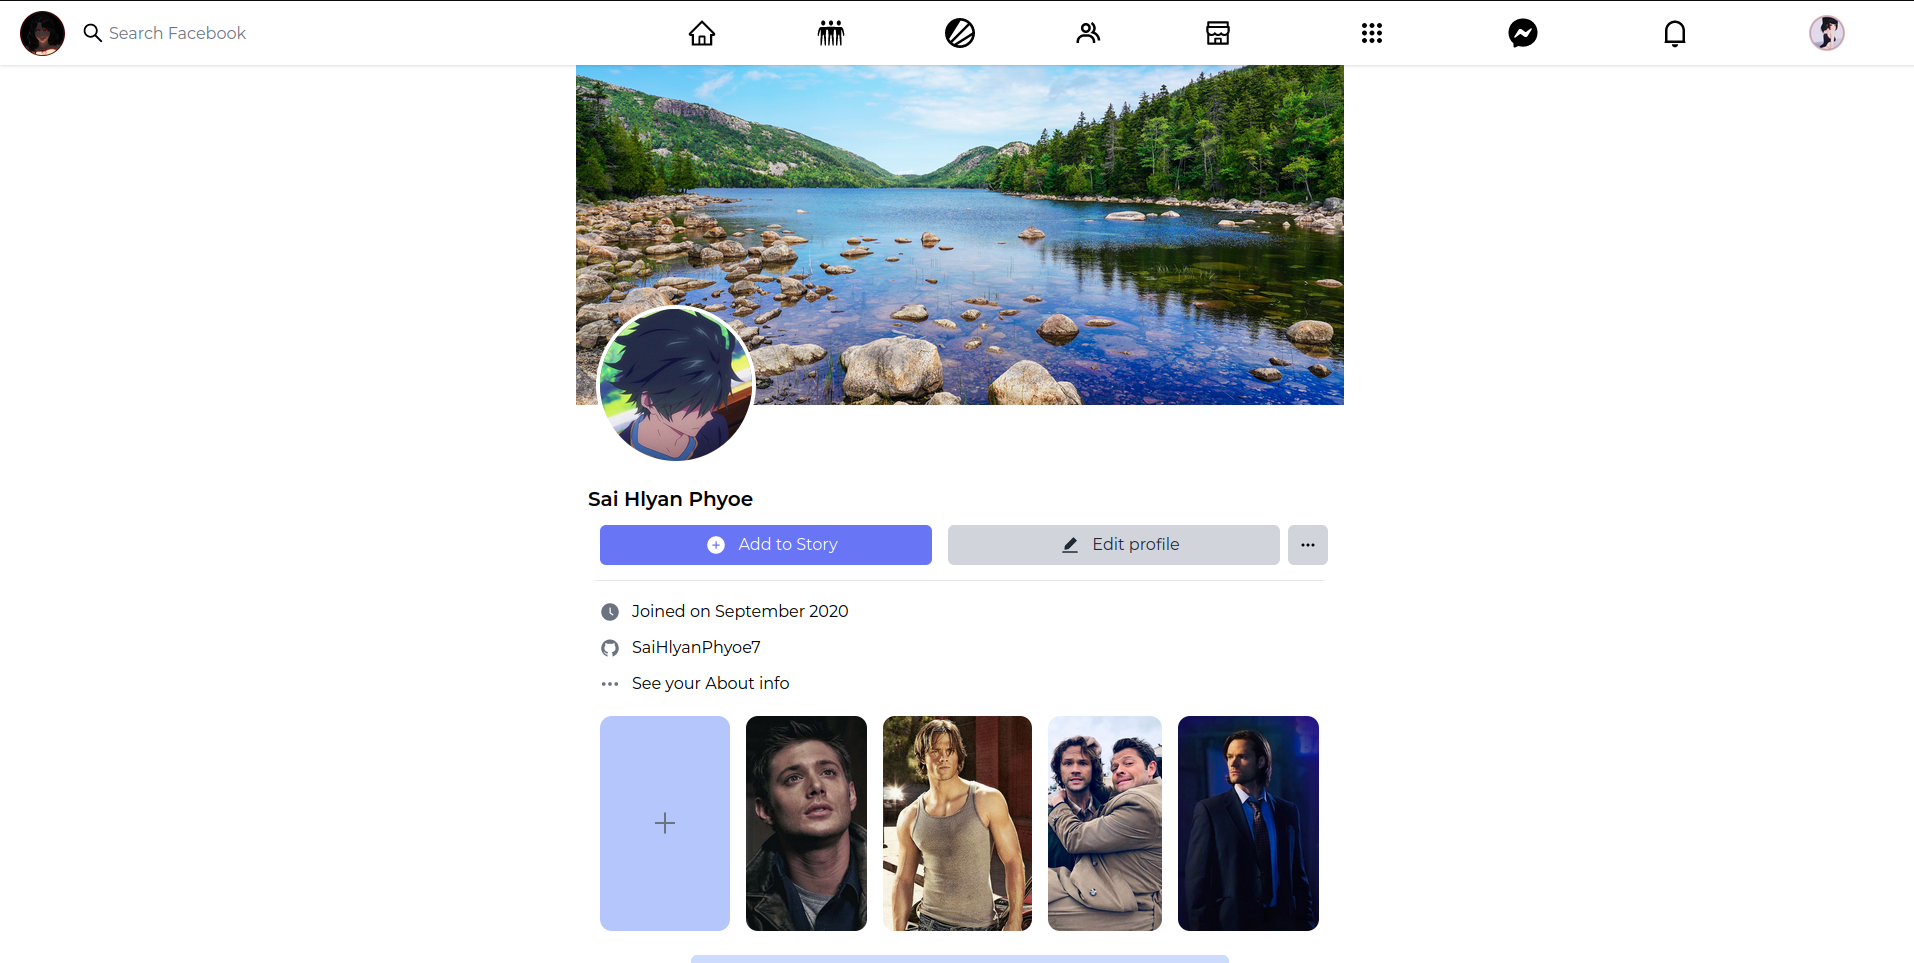 Search Facebook
Sai Hlyan Phyoe
Add to Story
Edit profile
Joined on September 2020
SaiHlyanPhyoe7
See your About info